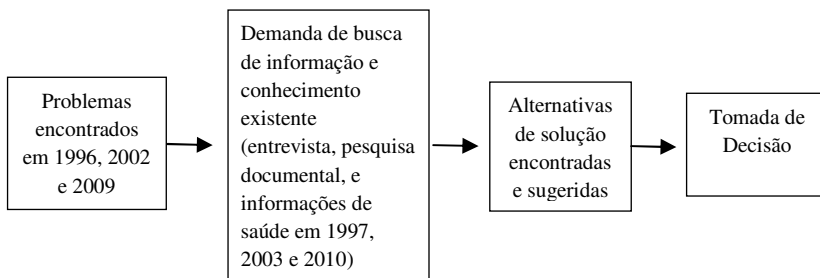 Problemas
encontrados
em 1996, 2002
e 2009
Demanda de busca
de informação e
conhecimento
existente
(entrevista, pesquisa
documental, e
informações de
saúde em 1997,
2003 e 2010)
Alternativas
de solução
encontradas
e sugeridas
Tomada de
Decisão